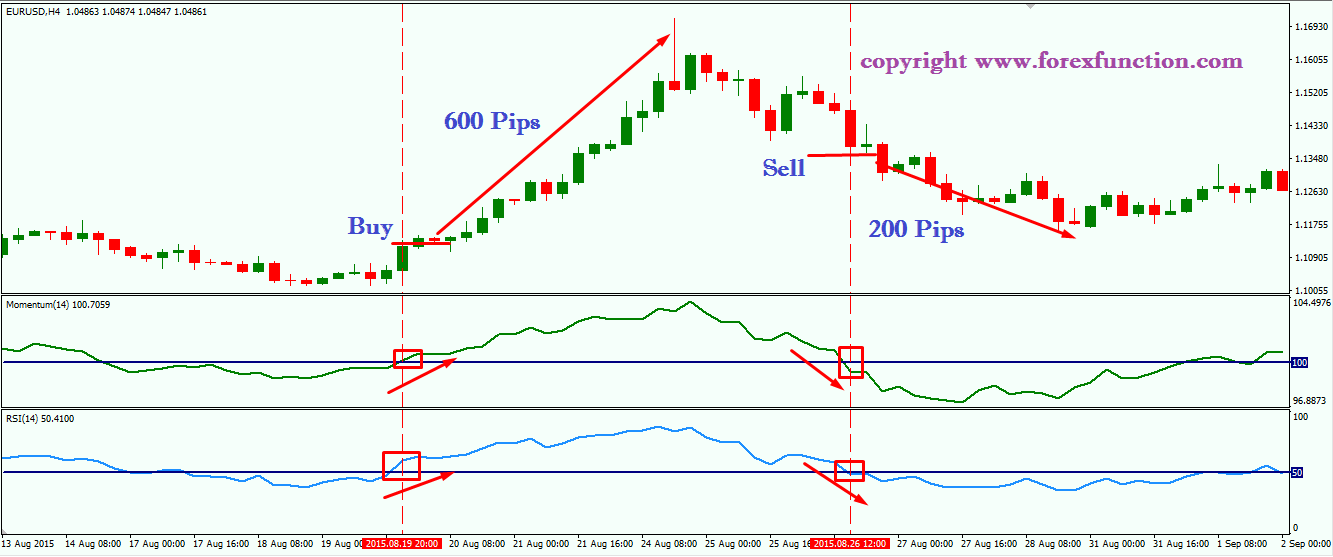 EURUSD,H4 1.04863 1.04874 1.04847 1.04861
copyright www.forexfunction.com
600 Pips
Sell
Buy
200 Pips
1.16930
1.16055
1.15205
1.14330
1.13480
1.12630
1.11755
1.10905
1.10055
Momentum(14) 100.7059
104.4976
100
96.8873
RSI(14) 50.4100
100
50
0
13 Aug 2015 14 Aug 08:00 17 Aug 00:00 17 Aug 16:00 18 Aug 08:00 19 Aug 00:00 2015.08.19 20:00 20 Aug 08:00 21 Aug 00:00 21 Aug 16:00 24 Aug 08:00 25 Aug 00:00 25 Aug 16 2015.08.26 12:00 27 Aug 00:00 27 Aug 16:00 28 Aug 08:00 31 Aug 00:00 31 Aug 16:00 1 Sep 08:00 2 Sep 00:00